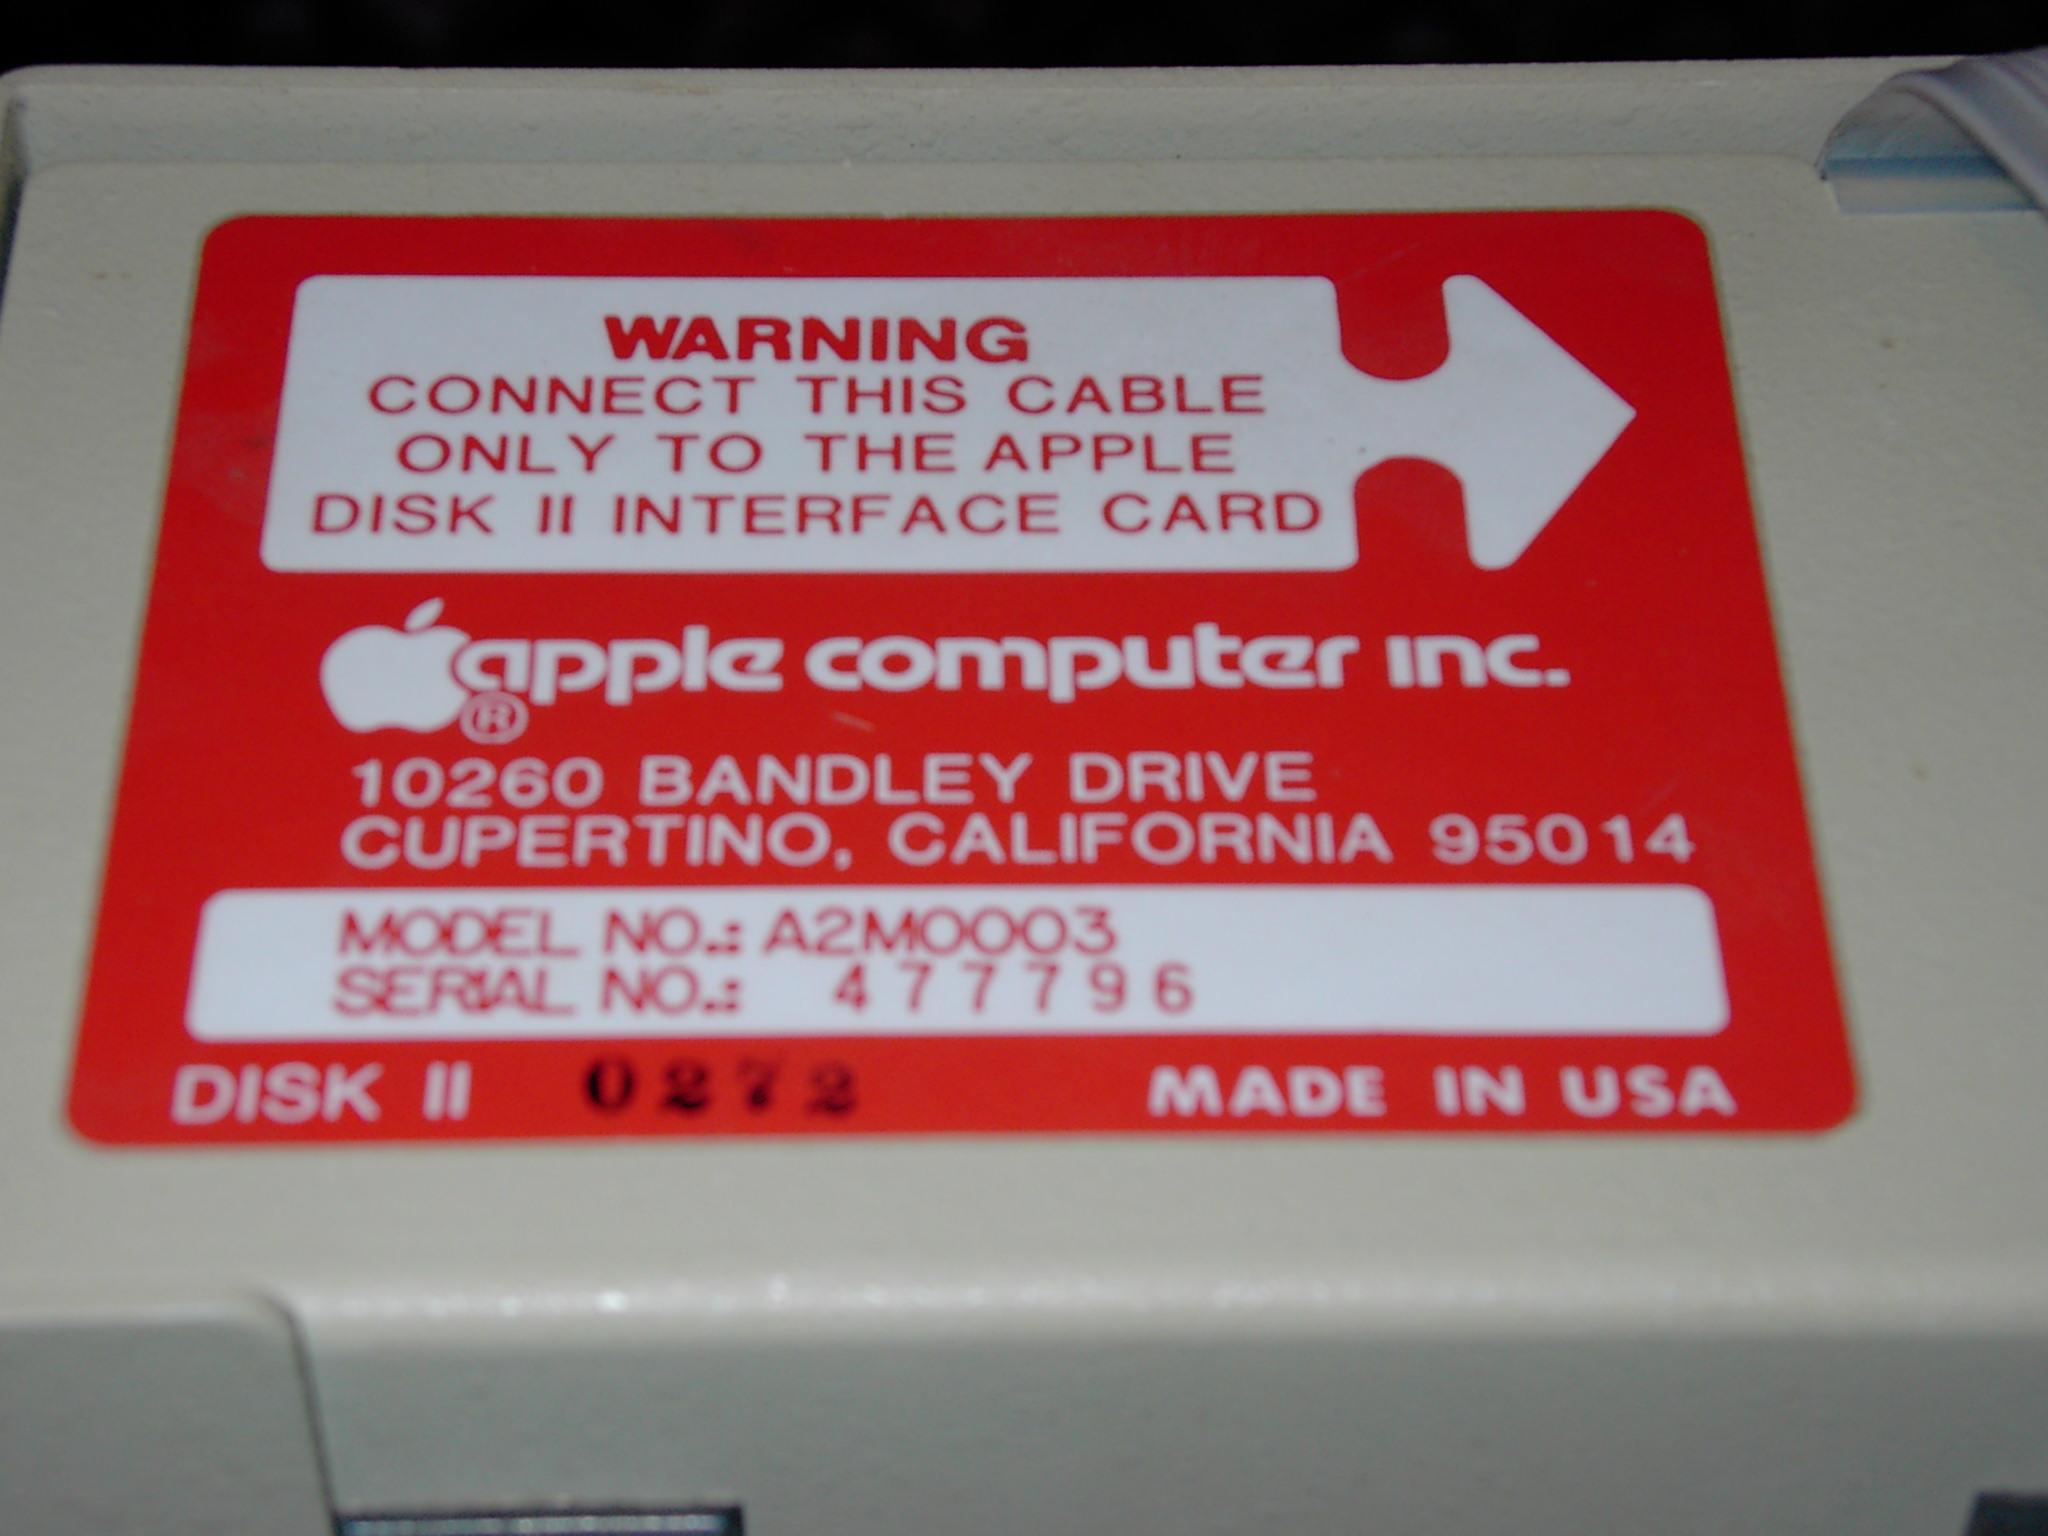 WARNING
CONNECT THIS CABLE
ONLY TO THE APPLE
DISK II INTERFACE CARD
apple computer inc.
®
10260 BANDLEY DRIVE
CUPERTINO, CALIFORNIA 95014
MODEL NO.: A2M0003
SERIAL NO.: 477796
DISK II 0272 MADE IN USA